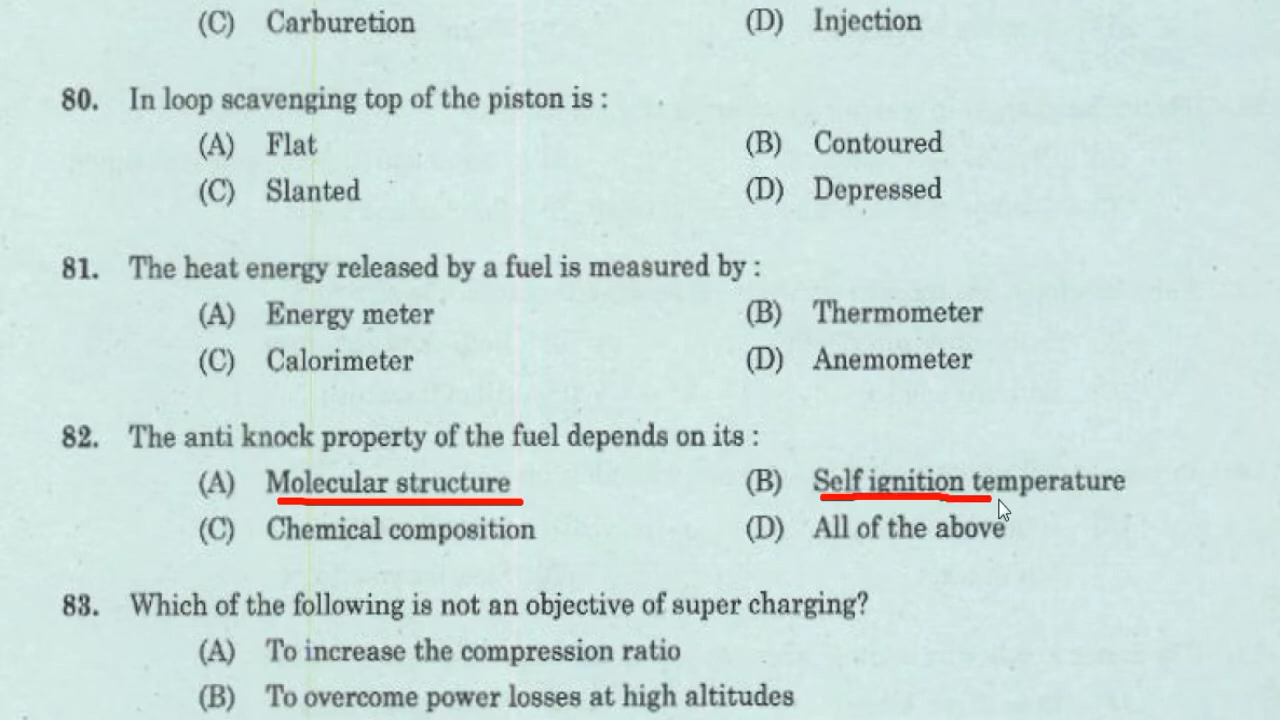 (C) Carburetion (D) Injection
80. In loop scavenging top of the piston is :
(A) Flat (B) Contoured
(C) Slanted (D) Depressed
81. The heat energy released by a fuel is measured by :
(A) Energy meter (B) Thermometer
(C) Calorimeter (D) Anemometer
82. The anti knock property of the fuel depends on its :
(A) Molecular structure (B) Self ignition temperature
(C) Chemical composition (D) All of the above
83. Which of the following is not an objective of super charging?
(A) To increase the compression ratio
(B) To overcome power losses at high altitudes